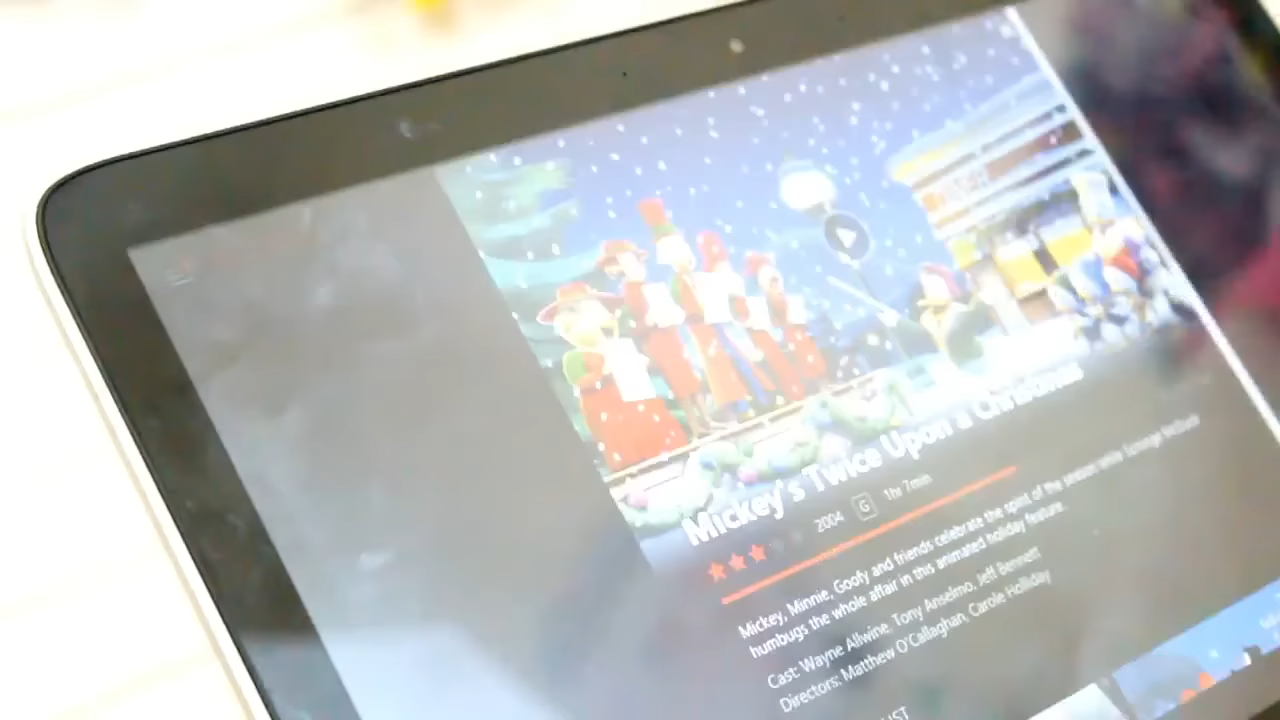 Mickey's Twice Upon a Christmas
2004 G 1hr 7min
Mickey, Minnie, Goofy and friends celebrate the spirit of the season while Scrooge McDuck
humbugs the whole affair in this animated holiday feature.
Cast: Wayne Allwine, Tony Anselmo, Jeff Bennett
Directors: Matthew O'Callaghan, Carole Holliday